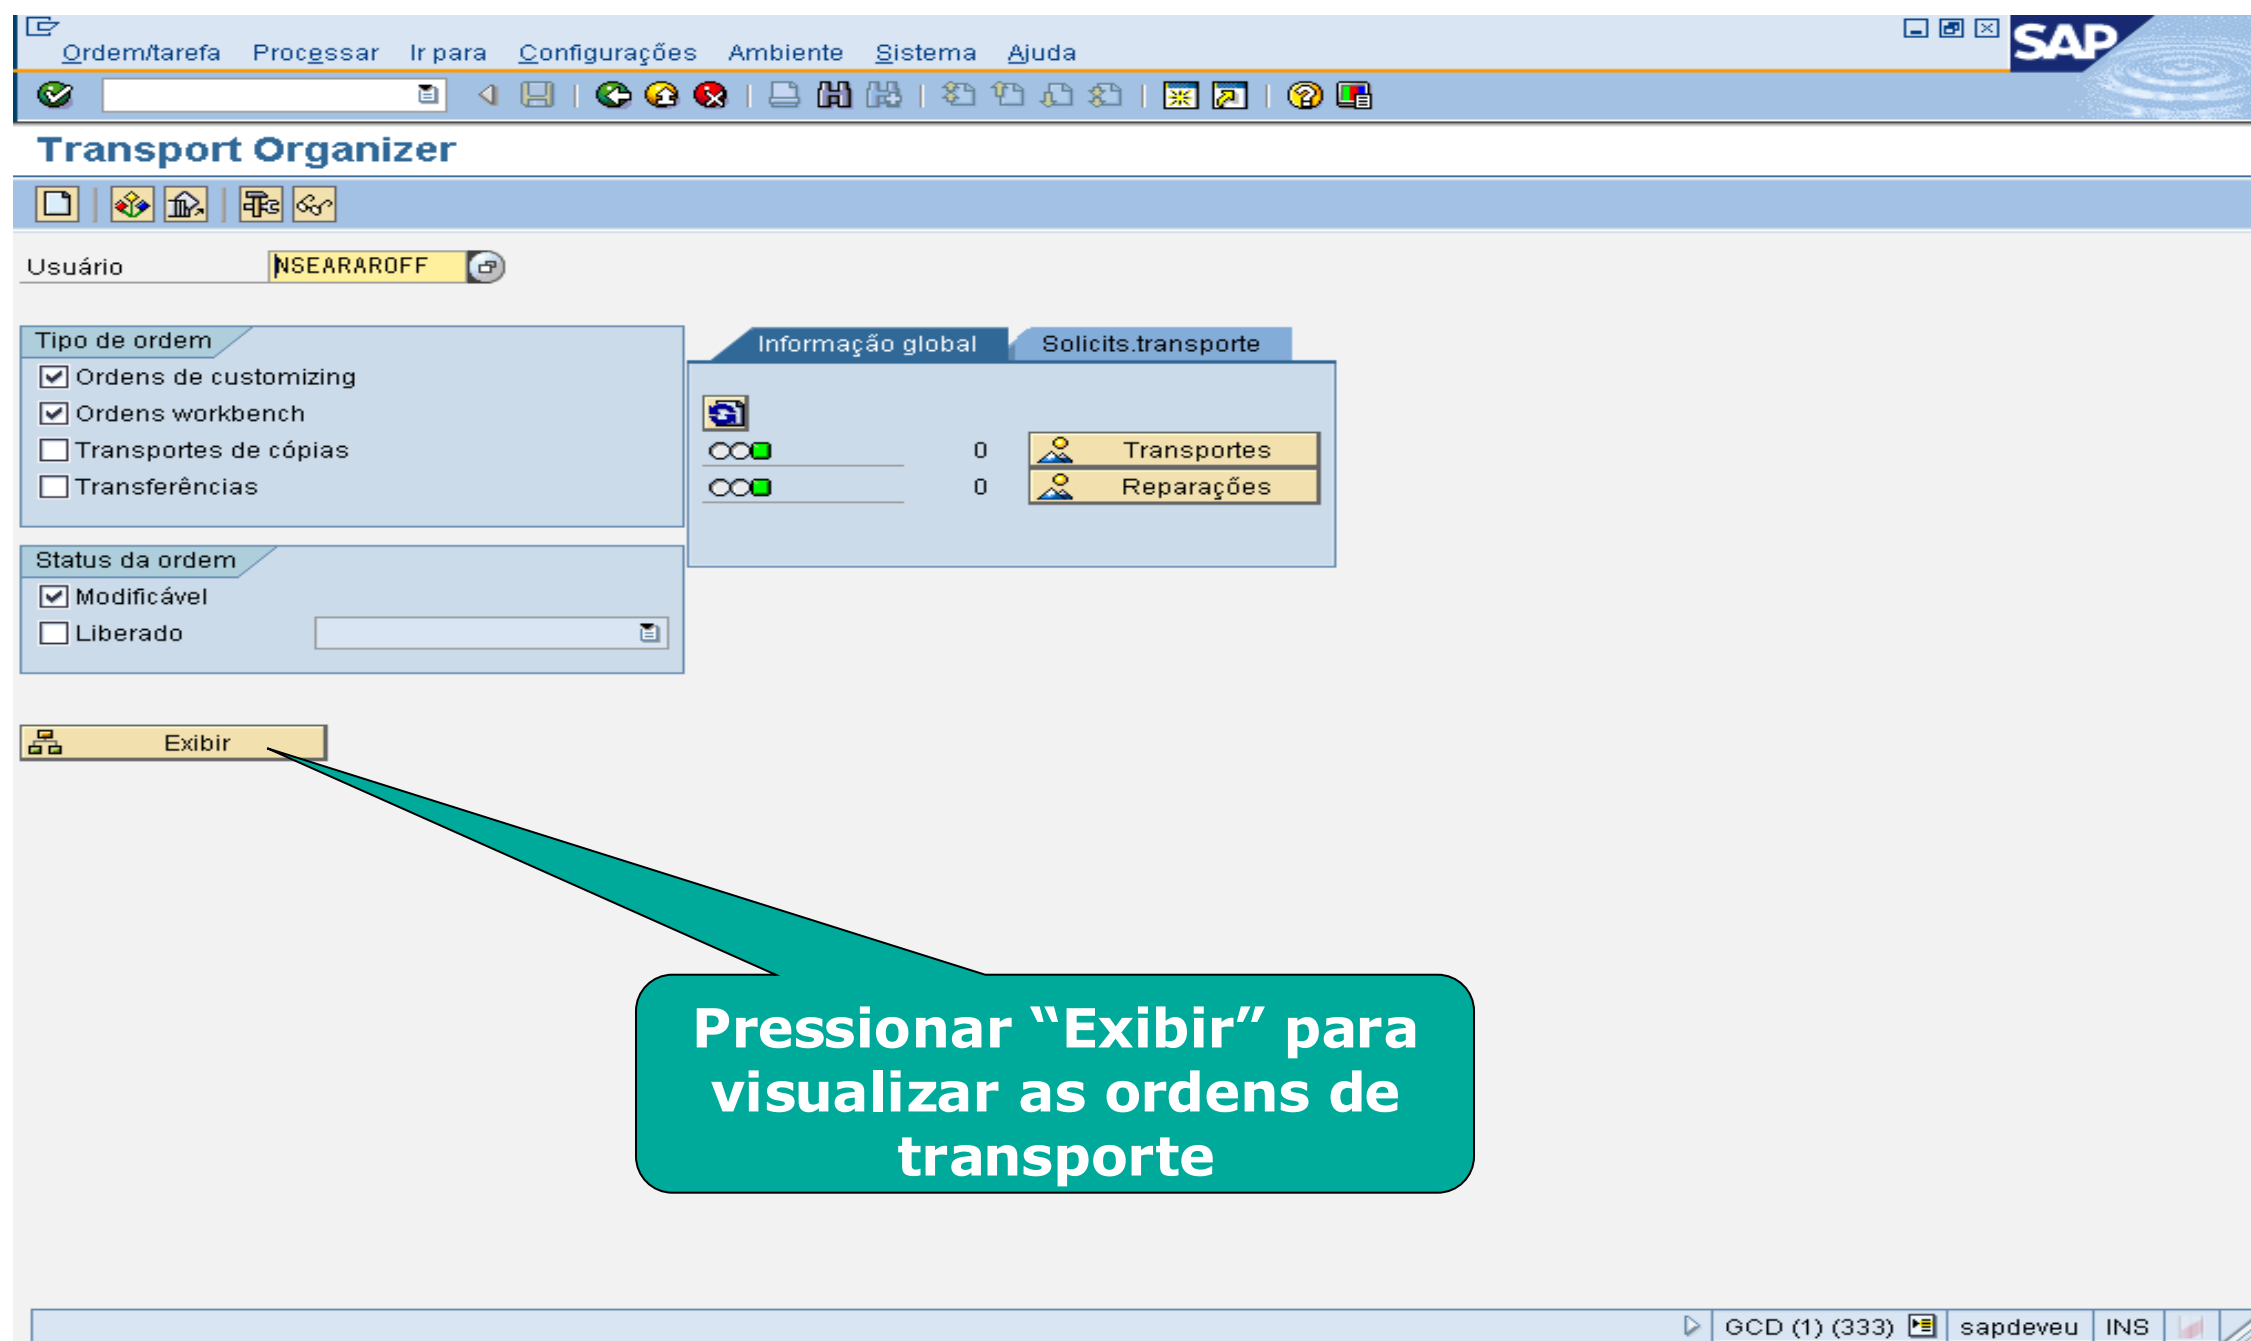 Ordem/tarefa Processar Ir para Configurações Ambiente Sistema Ajuda
SAP
Transport Organizer
Usuário NSEARAROFF
Tipo de ordem
Ordens de customizing
Ordens workbench
Transportes de cópias
Transferências
Informação global Solicits.transporte
0 Transportes
0 Reparações
Status da ordem
Modificável
Liberado
Exibir
Pressionar “Exibir” para
visualizar as ordens de
transporte
GCD (1) (333) sapdeveu INS